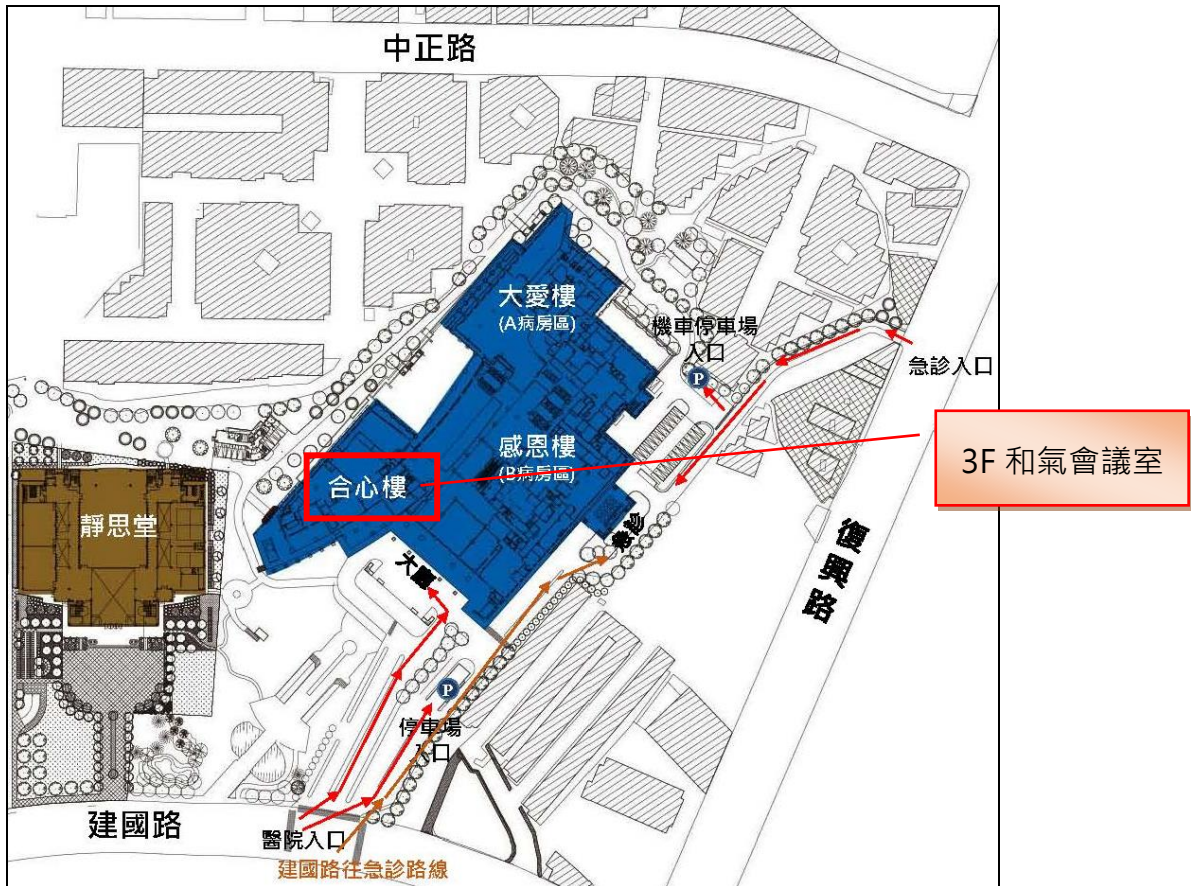 中正路
大愛樓
(A病房區)
機車停車場
入口
P
急診入口
感恩樓
(B病房區)
3F 和氣會議室
合心樓
靜思堂
急診
復興路
大廳
P
停車場
入口
建國路
醫院入口
建國路往急診路線